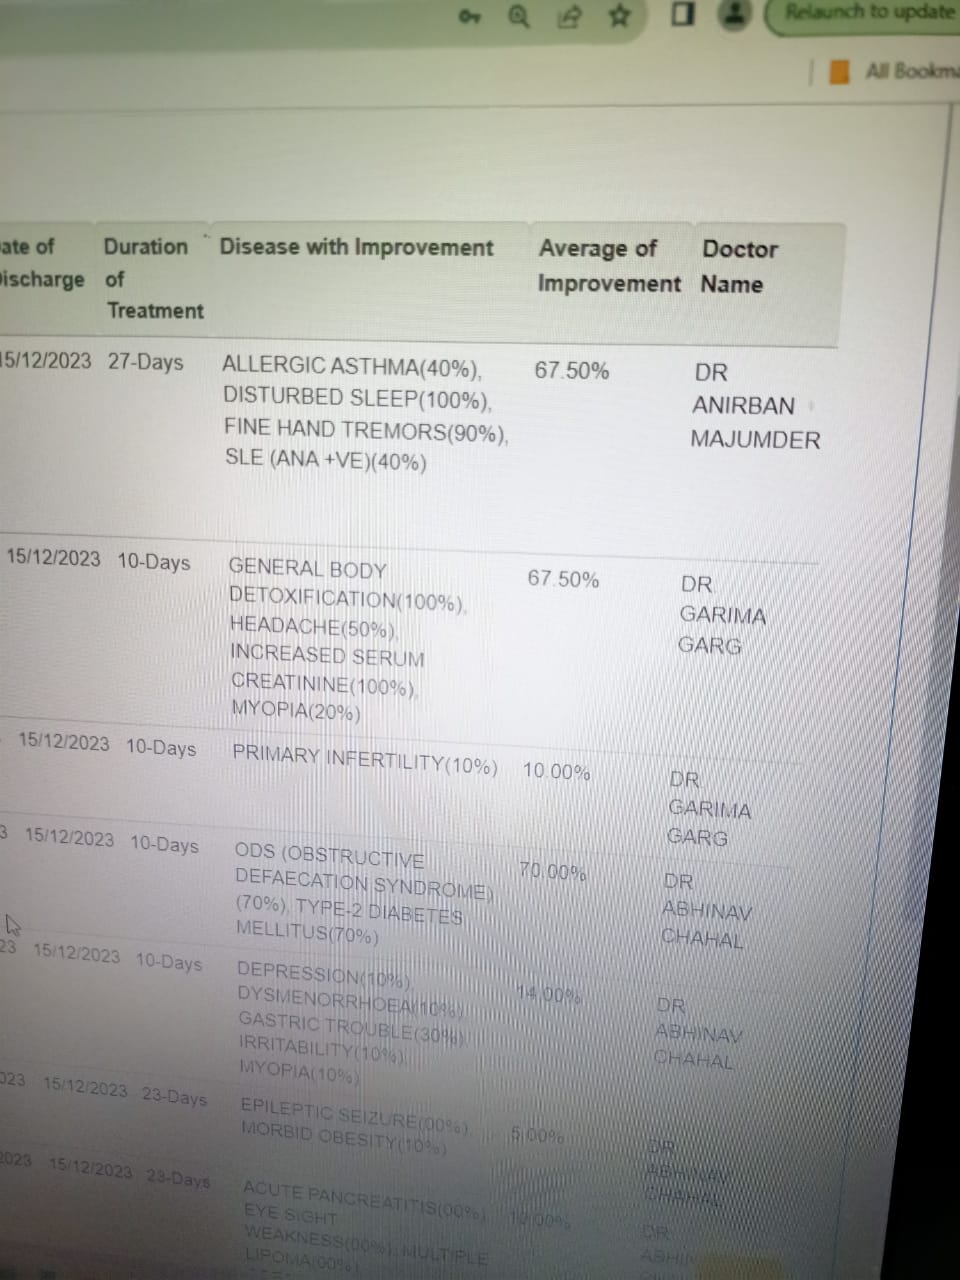 Relaunch to update
All Bookma
ate of Discharge Duration of Treatment Disease with Improvement Average of Improvement Doctor Name
15/12/2023 27-Days ALLERGIC ASTHMA(40%), 67.50% DR
DISTURBED SLEEP(100%), ANIRBAN
FINE HAND TREMORS(90%), MAJUMDER
SLE (ANA +VE)(40%)
15/12/2023 10-Days GENERAL BODY 67.50% DR
DETOXIFICATION(100%), GARIMA
HEADACHE(50%), GARG
INCREASED SERUM
CREATININE(100%),
MYOPIA(20%)
15/12/2023 10-Days PRIMARY INFERTILITY(10%) 10.00% DR
GARIMA
GARG
3 15/12/2023 10-Days ODS (OBSTRUCTIVE 70.00% DR
DEFAECATION SYNDROME) ABHINAV
(70%), TYPE-2 DIABETES CHAHAL
MELLITUS(70%)
23 15/12/2023 10-Days DEPRESSION(10%), 14.00% DR
DYSMENORRHOEA(10%), ABHINAV
GASTRIC TROUBLE(30%), CHAHAL
IRRITABILITY(10%),
MYOPIA(10%)
023 15/12/2023 23-Days EPILEPTIC SEIZURE(00%), 5.00% DR
MORBID OBESITY(10%) ABHINAV
CHAHAL
2023 15/12/2023 23-Days ACUTE PANCREATITIS(00%), DR
EYE SIGHT ABHIN
WEAKNESS(00%), MULTIPLE
LIPOMA(00%)